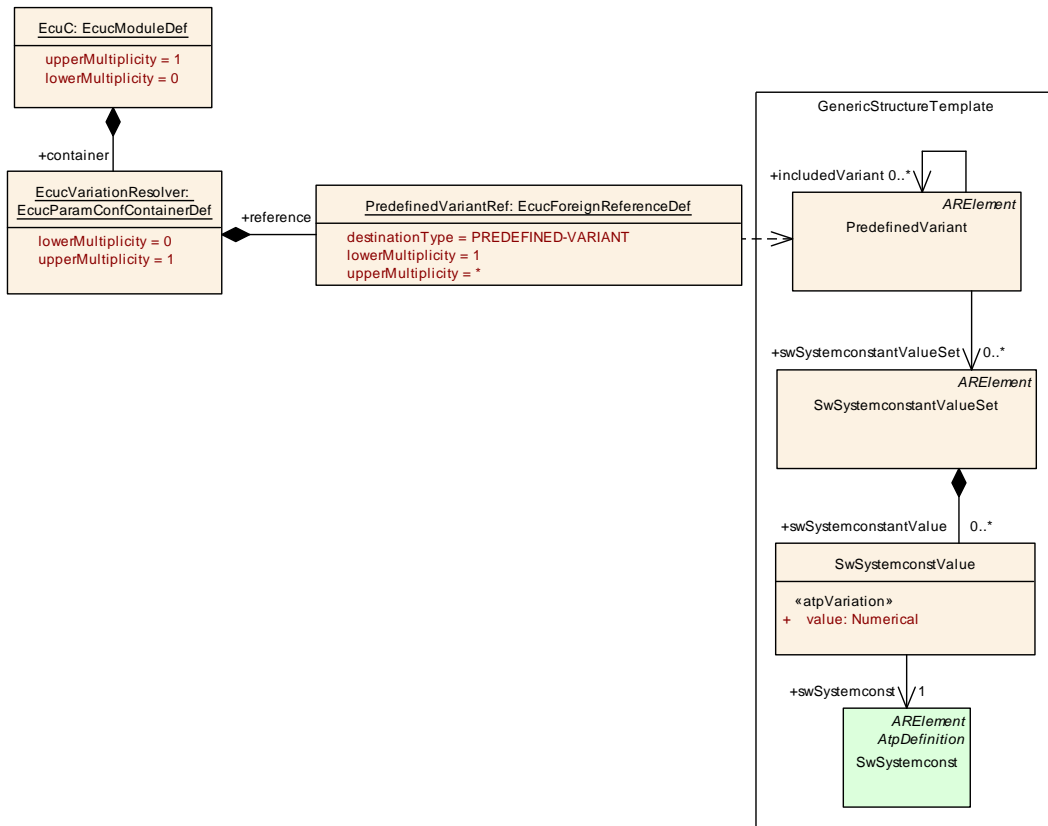 EcuC: EcucModuleDef
upperMultiplicity = 1
lowerMultiplicity = 0
+container
EcucVariationResolver:
EcucParamConfContainerDef
lowerMultiplicity = 0
upperMultiplicity = 1
+reference
PredefinedVariantRef: EcucForeignReferenceDef
destinationType = PREDEFINED-VARIANT
lowerMultiplicity = 1
upperMultiplicity = *
GenericStructureTemplate
+includedVariant 0..*
ARElement
PredefinedVariant
+swSystemconstantValueSet 0..*
ARElement
SwSystemconstantValueSet
+swSystemconstantValue 0..*
SwSystemconstValue
«atpVariation»
+ value: Numerical
+swSystemconst 1
ARElement
AtpDefinition
SwSystemconst